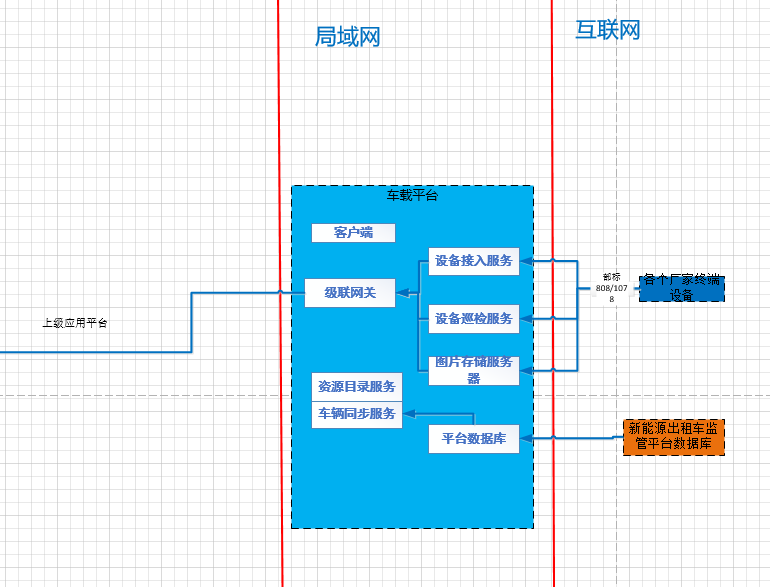 局域网
互联网
车载平台
客户端
设备接入服务
级联网关
部标
808/107
8
各个厂家终端
设备
上级应用平台
设备巡检服务
图片存储服务
器
资源目录服务
车辆同步服务
平台数据库
新能源出租车监
管平台数据库